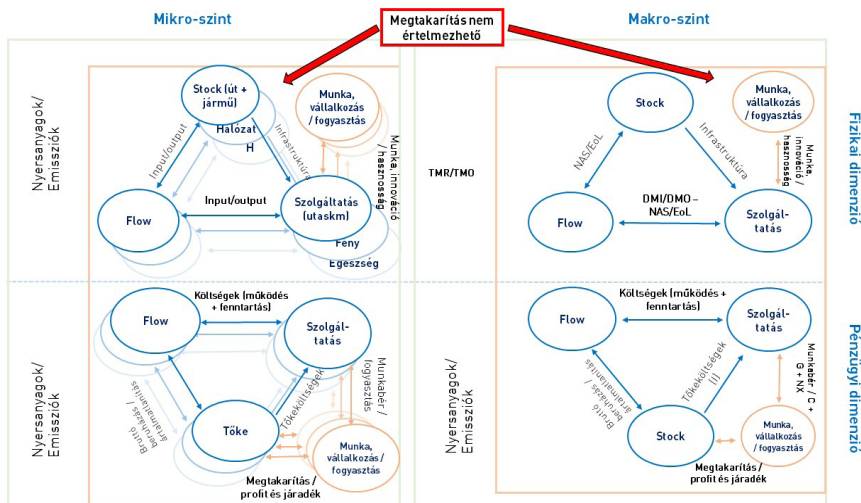 Mikro-szint
Megtakarítás nem
értelmezhető
Makro-szint
Nyersanyagok/
Emissziók
Stock (út +
jármű)
Hálózat
H
Input/output
Infrastruktúra
Munka,
vállalkozás
/ fogyasztás
Munka, innováció
/ hasznosság
Input/output
Flow
Szolgáltatás
(utaskm)
Fény
Egészség
TMR/TMO
Nyersanyagok/
Emissziók
Stock
NAS/EoL
Infrastruktúra
Munka,
vállalkozás
/ fogyasztás
Munka,
innováció /
hasznosság
DMI/DMO –
NAS/EoL
Flow
Szolgál-
tatás
Fizikai dimenzió
Nyersanyagok/
Emissziók
Flow
Költségek (működés
+ fenntartás)
Szolgál-
tatás
Bruttó
beruházás /
ártalmatlanítás
Tőkeköltségek
Munkabér /
fogyasztás
Tőke
Munka,
vállalkozás /
fogyasztás
Megtakarítás /
profit és járadék
Nyersanyagok/
Emissziók
Flow
Költségek (működés +
fenntartás)
Szolgál-
tatás
Bruttó
beruházás /
ártalmatlanítás
Tőkeköltségek
(I)
Munkabér / C +
G + NX
Stock
Munka,
vállalkozás /
fogyasztás
Megtakarítás /
profit és járadék
Pénzügyi dimenzió